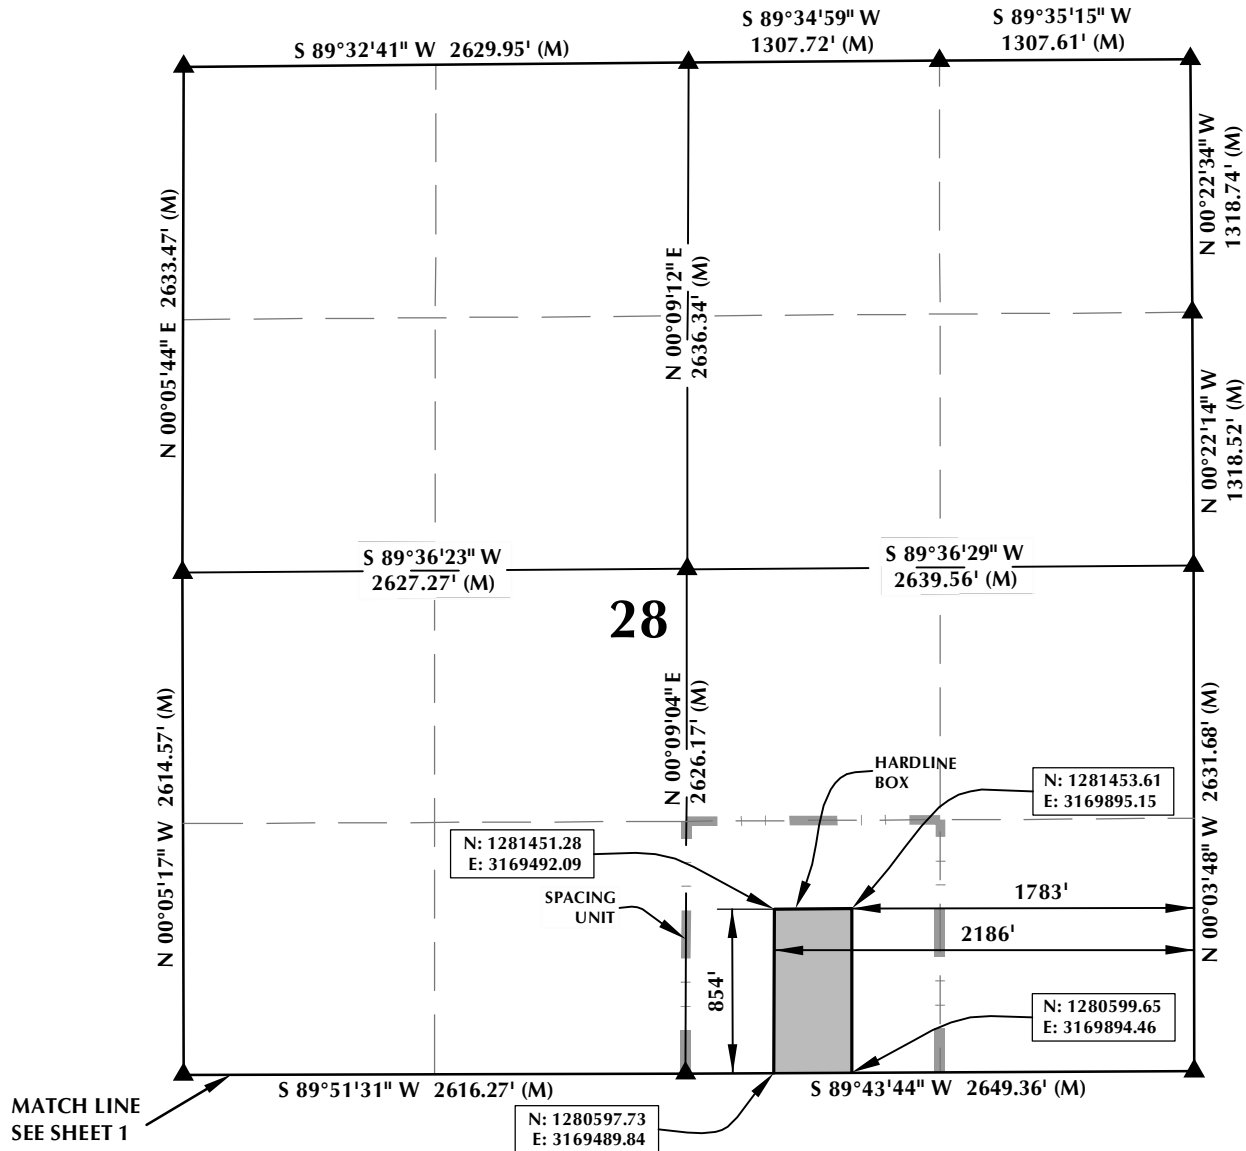 S 89°34'59" W
1307.72' (M)
S 89°35'15" W
1307.61' (M)
S 89°32'41" W 2629.95' (M)
N 00°05'44" E 2633.47' (M)
N 00°09'12" E
2636.34' (M)
N 00°22'34" W
1318.74' (M)
N 00°22'14" W
1318.52' (M)
S 89°36'23" W
2627.27' (M)
S 89°36'29" W
2639.56' (M)
28
N 00°05'17" W 2614.57' (M)
N 00°09'04" E
2626.17' (M)
N 00°03'48" W 2631.68' (M)
HARDLINE
BOX
N: 1281453.61
E: 3169895.15
N: 1281451.28
E: 3169492.09
SPACING
UNIT
1783'
2186'
854'
N: 1280599.65
E: 3169894.46
S 89°51'31" W 2616.27' (M)
S 89°43'44" W 2649.36' (M)
MATCH LINE
SEE SHEET 1
N: 1280597.73
E: 3169489.84